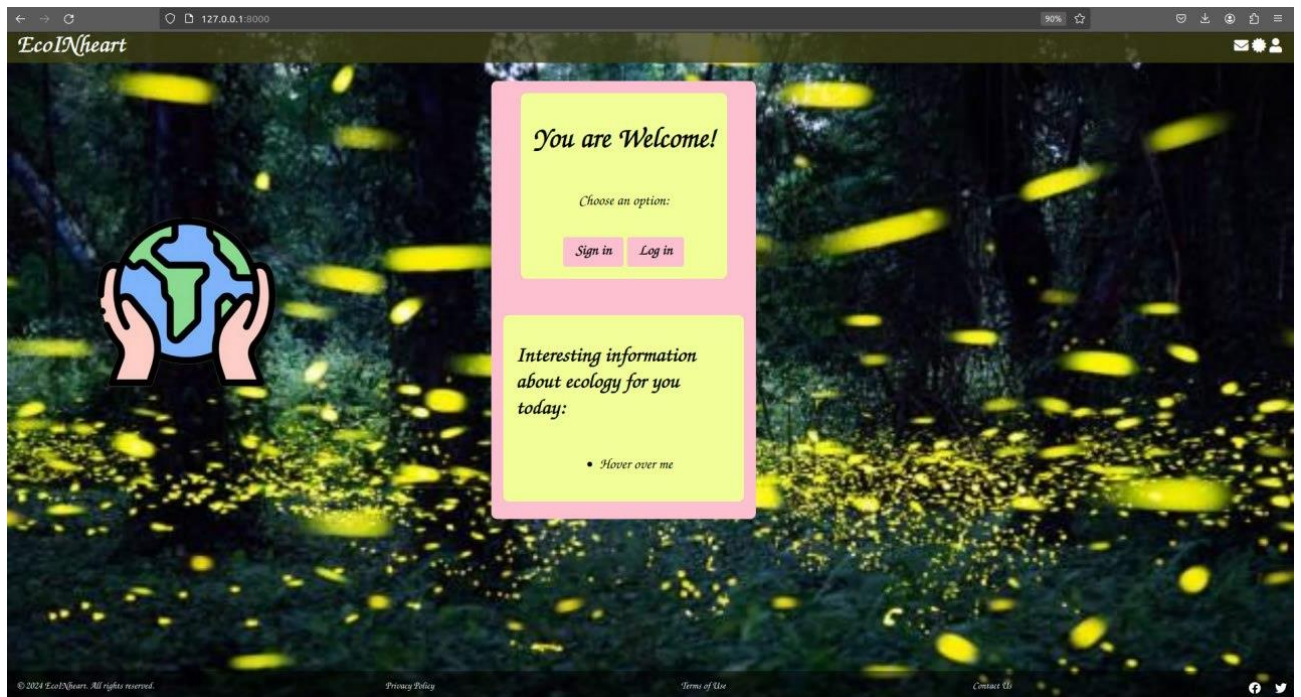 127.0.0.1:8000
90%
EcoINheart
You are Welcome!
Choose an option:
Sign in
Log in
Interesting information
about ecology for you
today:
• Hover over me
© 2024 EcoINheart. All rights reserved.
Privacy Policy
Terms of Use
Contact Us